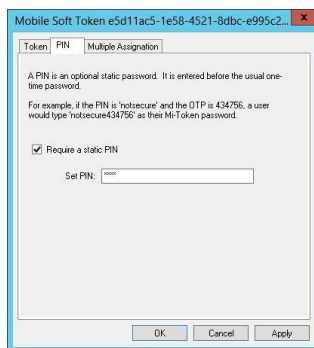 Mobile Soft Token e5d11ac5-1e58-4521-8dbc-e995c2... x
Token PIN Multiple Assignation
A PIN is an optional static password. It is entered before the usual one-
time password.
For example, if the PIN is 'notsecure' and the OTP is 434756, a user
would type 'notsecure434756' as their Mi-Token password.
Require a static PIN
Set PIN: ****
OK Cancel Apply